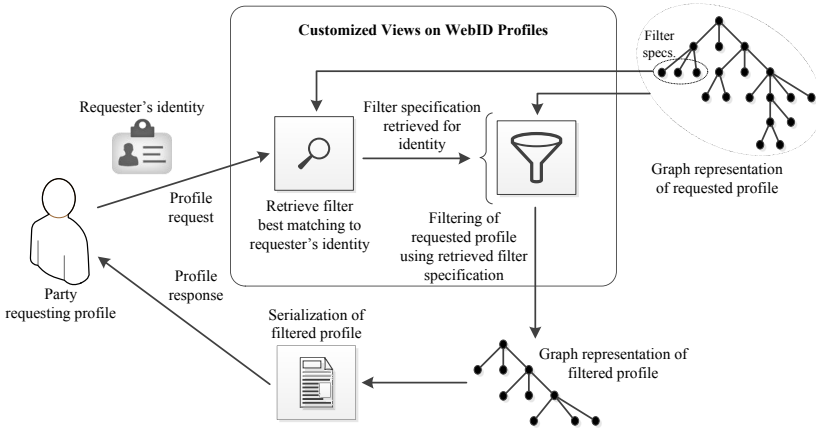 Customized Views on WebID Profiles
Filter
specs.
Requester's identity
Filter specification
retrieved for
identity
Graph representation
of requested profile
Profile
request
Retrieve filter
best matching to
requester's identity
Filtering of
requested profile
using retrieved filter
specification
Party
requesting profile
Profile
response
Serialization of
filtered profile
Graph representation of
filtered profile